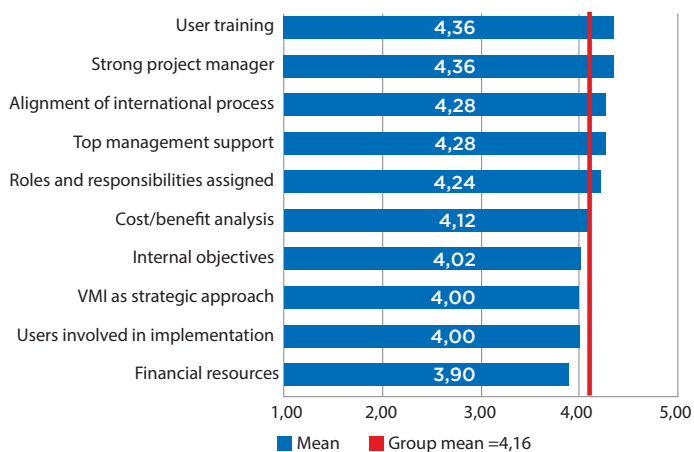 User training 4,36
Strong project manager 4,36
Alignment of international process 4,28
Top management support 4,28
Roles and responsibilities assigned 4,24
Cost/benefit analysis 4,12
Internal objectives 4,02
VMI as strategic approach 4,00
Users involved in implementation 4,00
Financial resources 3,90
1,00 2,00 3,00 4,00 5,00
Mean Group mean =4,16